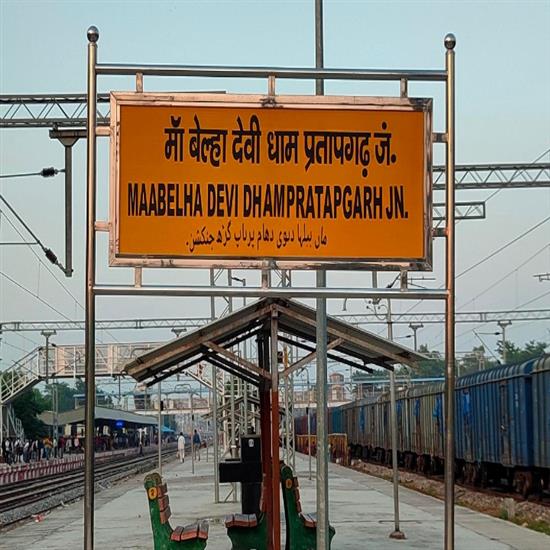 माँ बेल्हा देवी धाम प्रतापगढ़ जं.
MAABELHA DEVI DHAMPRATAPGARH JN.
ماں بیلہا دیوی دھام پرتاپ گڑھ جنکشن.